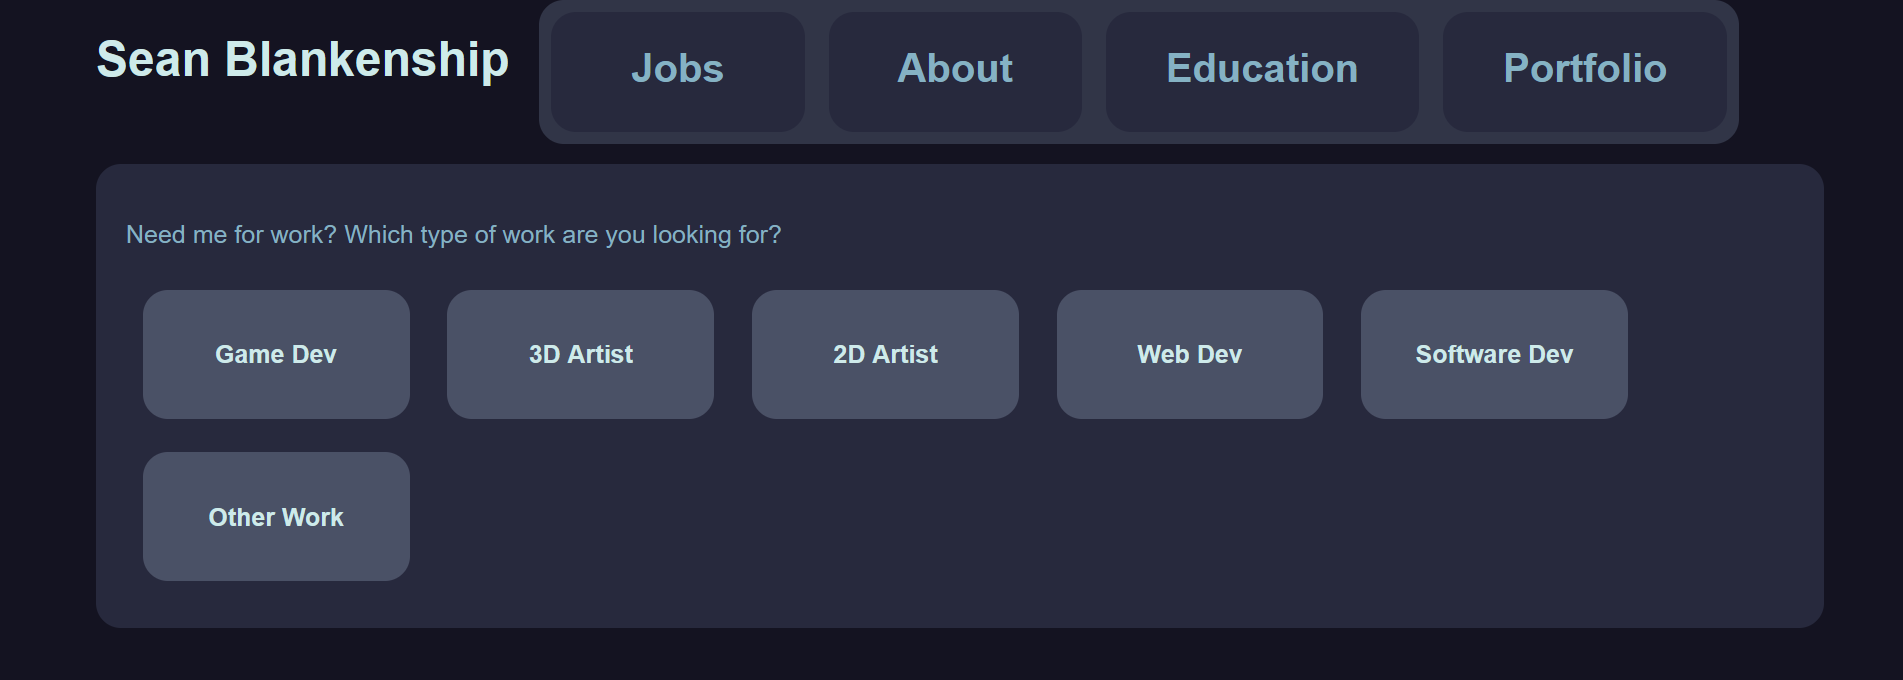 Sean Blankenship
Jobs
About
Education
Portfolio
Need me for work? Which type of work are you looking for?
Game Dev
3D Artist
2D Artist
Web Dev
Software Dev
Other Work